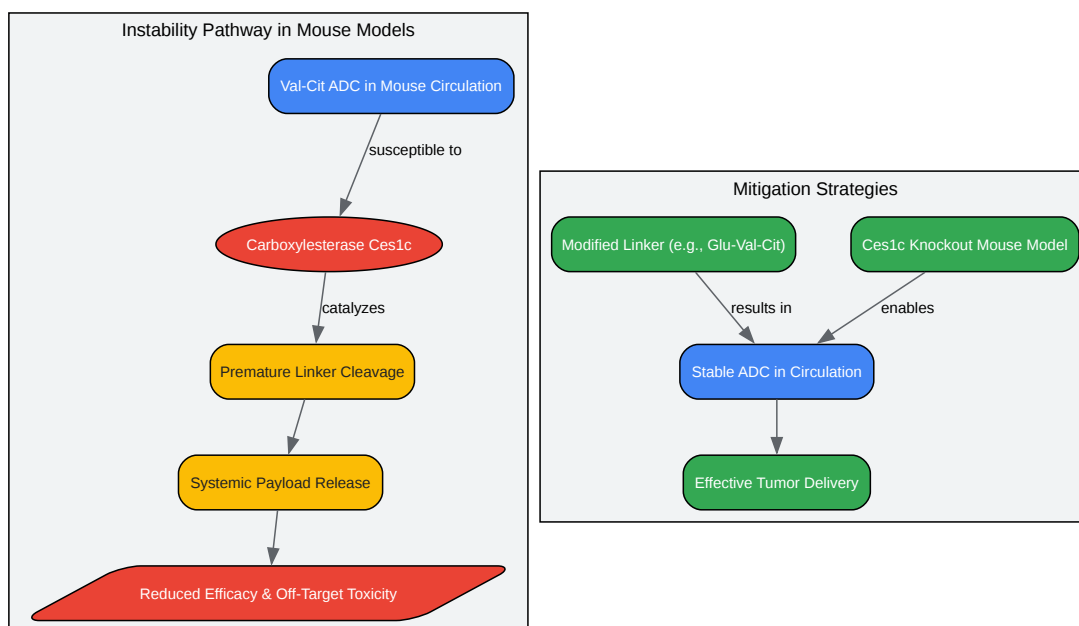 Instability Pathway in Mouse Models
Val-Cit ADC in Mouse Circulation
susceptible to
Carboxylesterase Ces1c
catalyzes
Premature Linker Cleavage
Systemic Payload Release
Reduced Efficacy & Off-Target Toxicity
Mitigation Strategies
Modified Linker (e.g., Glu-Val-Cit)
Ces1c Knockout Mouse Model
results in
enables
Stable ADC in Circulation
Effective Tumor Delivery